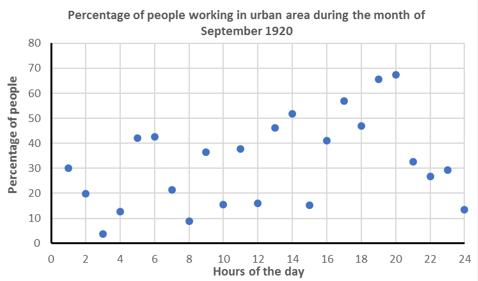 Percentage of people working in urban area during the month of
September 1920
80
70
60
50
40
30
20
10
0
Percentage of people
0 2 4 6 8 10 12 14 16 18 20 22 24
Hours of the day